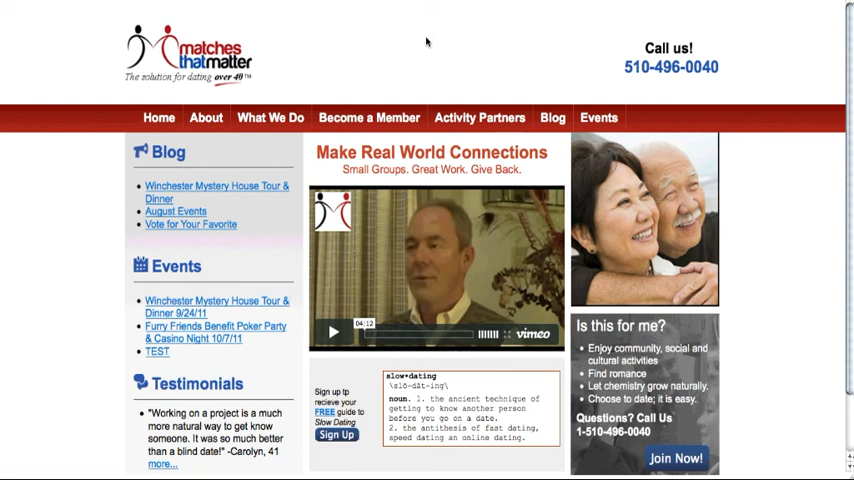 matches
thatmatter
The solution for dating over 40™
Call us!
510-496-0040
Home
About
What We Do
Become a Member
Activity Partners
Blog
Events
Blog
Winchester Mystery House Tour &
Dinner
August Events
Vote for Your Favorite
Events
Winchester Mystery House Tour &
Dinner 9/24/11
Furry Friends Benefit Poker Party
& Casino Night 10/7/11
TEST
Testimonials
"Working on a project is a much
more natural way to get know
someone. It was so much better
than a blind date!" -Carolyn, 41
more...
Make Real World Connections
Small Groups. Great Work. Give Back.
04:12
vimeo
Sign up tp
recieve your
FREE guide to
Slow Dating
Sign Up
slow•dating
\slō-dāt-ing\
noun. 1. the ancient technique of
getting to know another person
before you go on a date.
2. the antithesis of fast dating,
speed dating an online dating.
Is this for me?
Enjoy community, social and
cultural activities
Find romance
Let chemistry grow naturally.
Choose to date; it is easy.
Questions? Call Us
1-510-496-0040
Join Now!